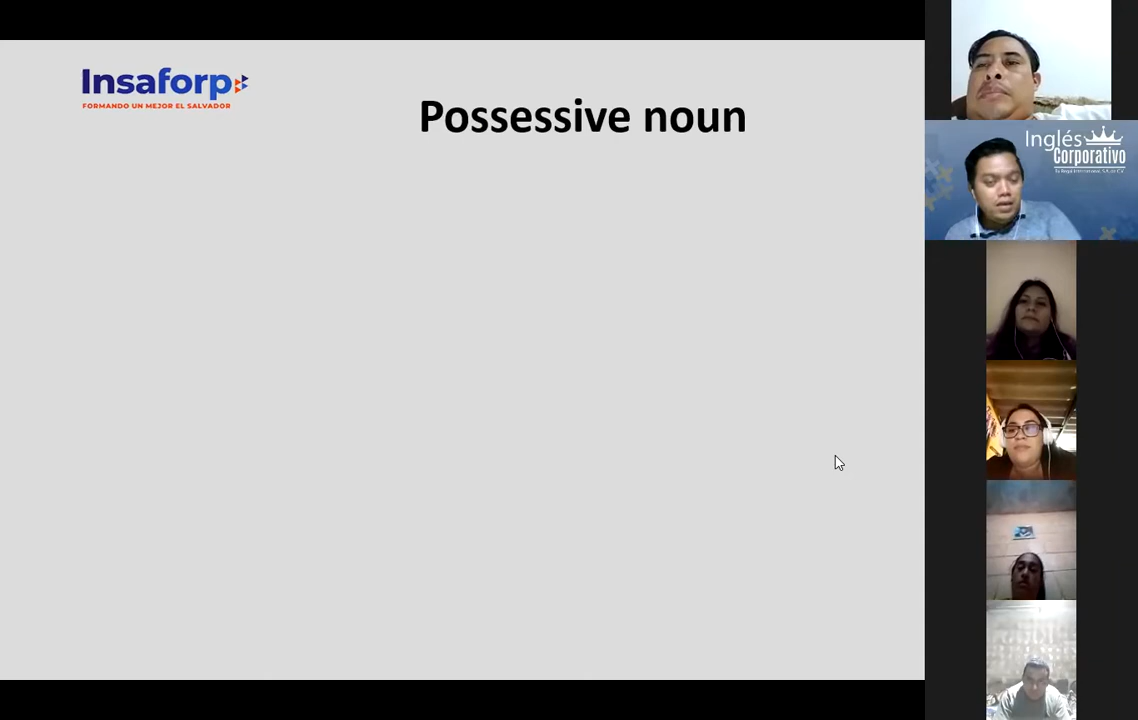 Insaforp
FORMANDO UN MEJOR EL SALVADOR
Possessive noun
Inglés
Corporativo